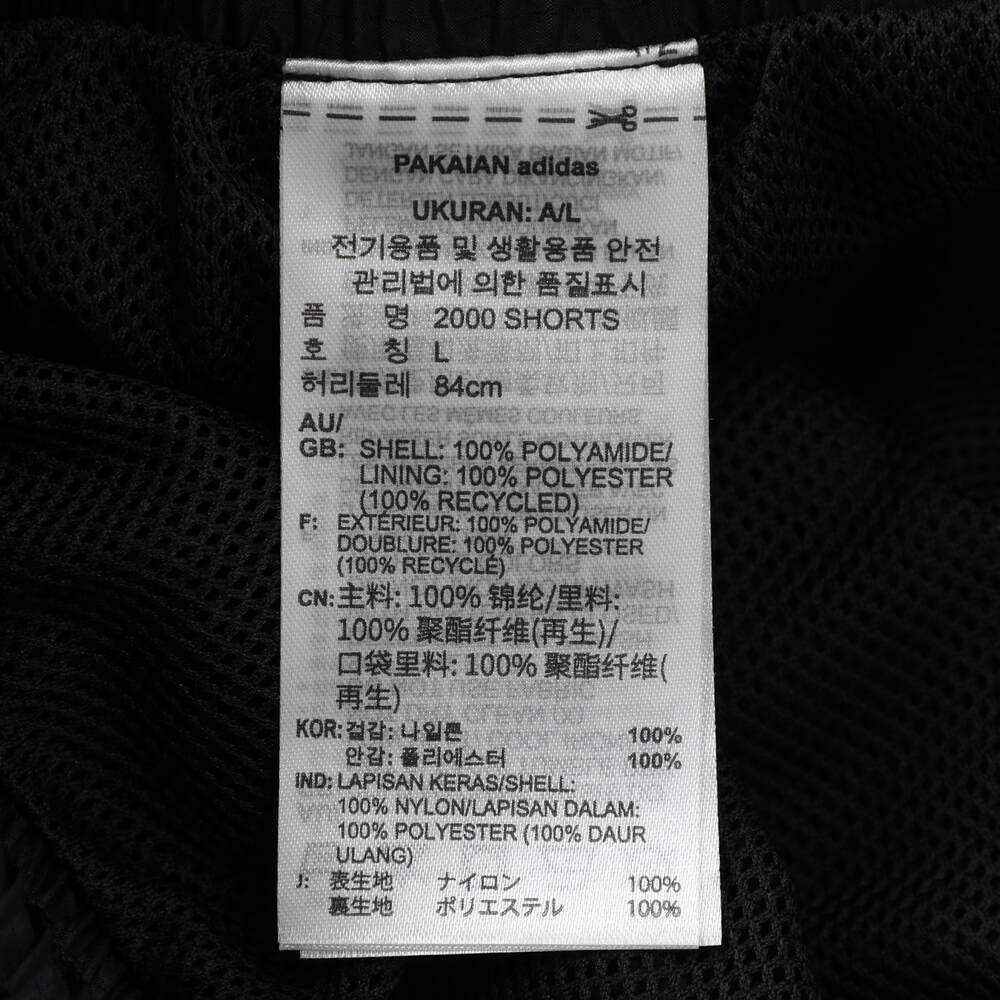 PAKAIAN adidas
UKURAN: A/L
전기용품 및 생활용품 안전
관리법에 의한 품질표시
품 명 2000 SHORTS
호 칭 L
허리둘레 84cm
AU/
GB: SHELL: 100% POLYAMIDE/
LINING: 100% POLYESTER
(100% RECYCLED)
F: EXTÉRIEUR: 100% POLYAMIDE/
DOUBLURE: 100% POLYESTER
(100% RECYCLÉ)
CN: 主料: 100% 锦纶/里料:
100% 聚酯纤维(再生)/
口袋里料: 100% 聚酯纤维(
再生)
KOR: 겉감: 나일론 100%
안감: 폴리에스터 100%
IND: LAPISAN KERAS/SHELL:
100% NYLON/LAPISAN DALAM:
100% POLYESTER (100% DAUR
ULANG)
J: 表生地 ナイロン 100%
裏生地 ポリエステル 100%